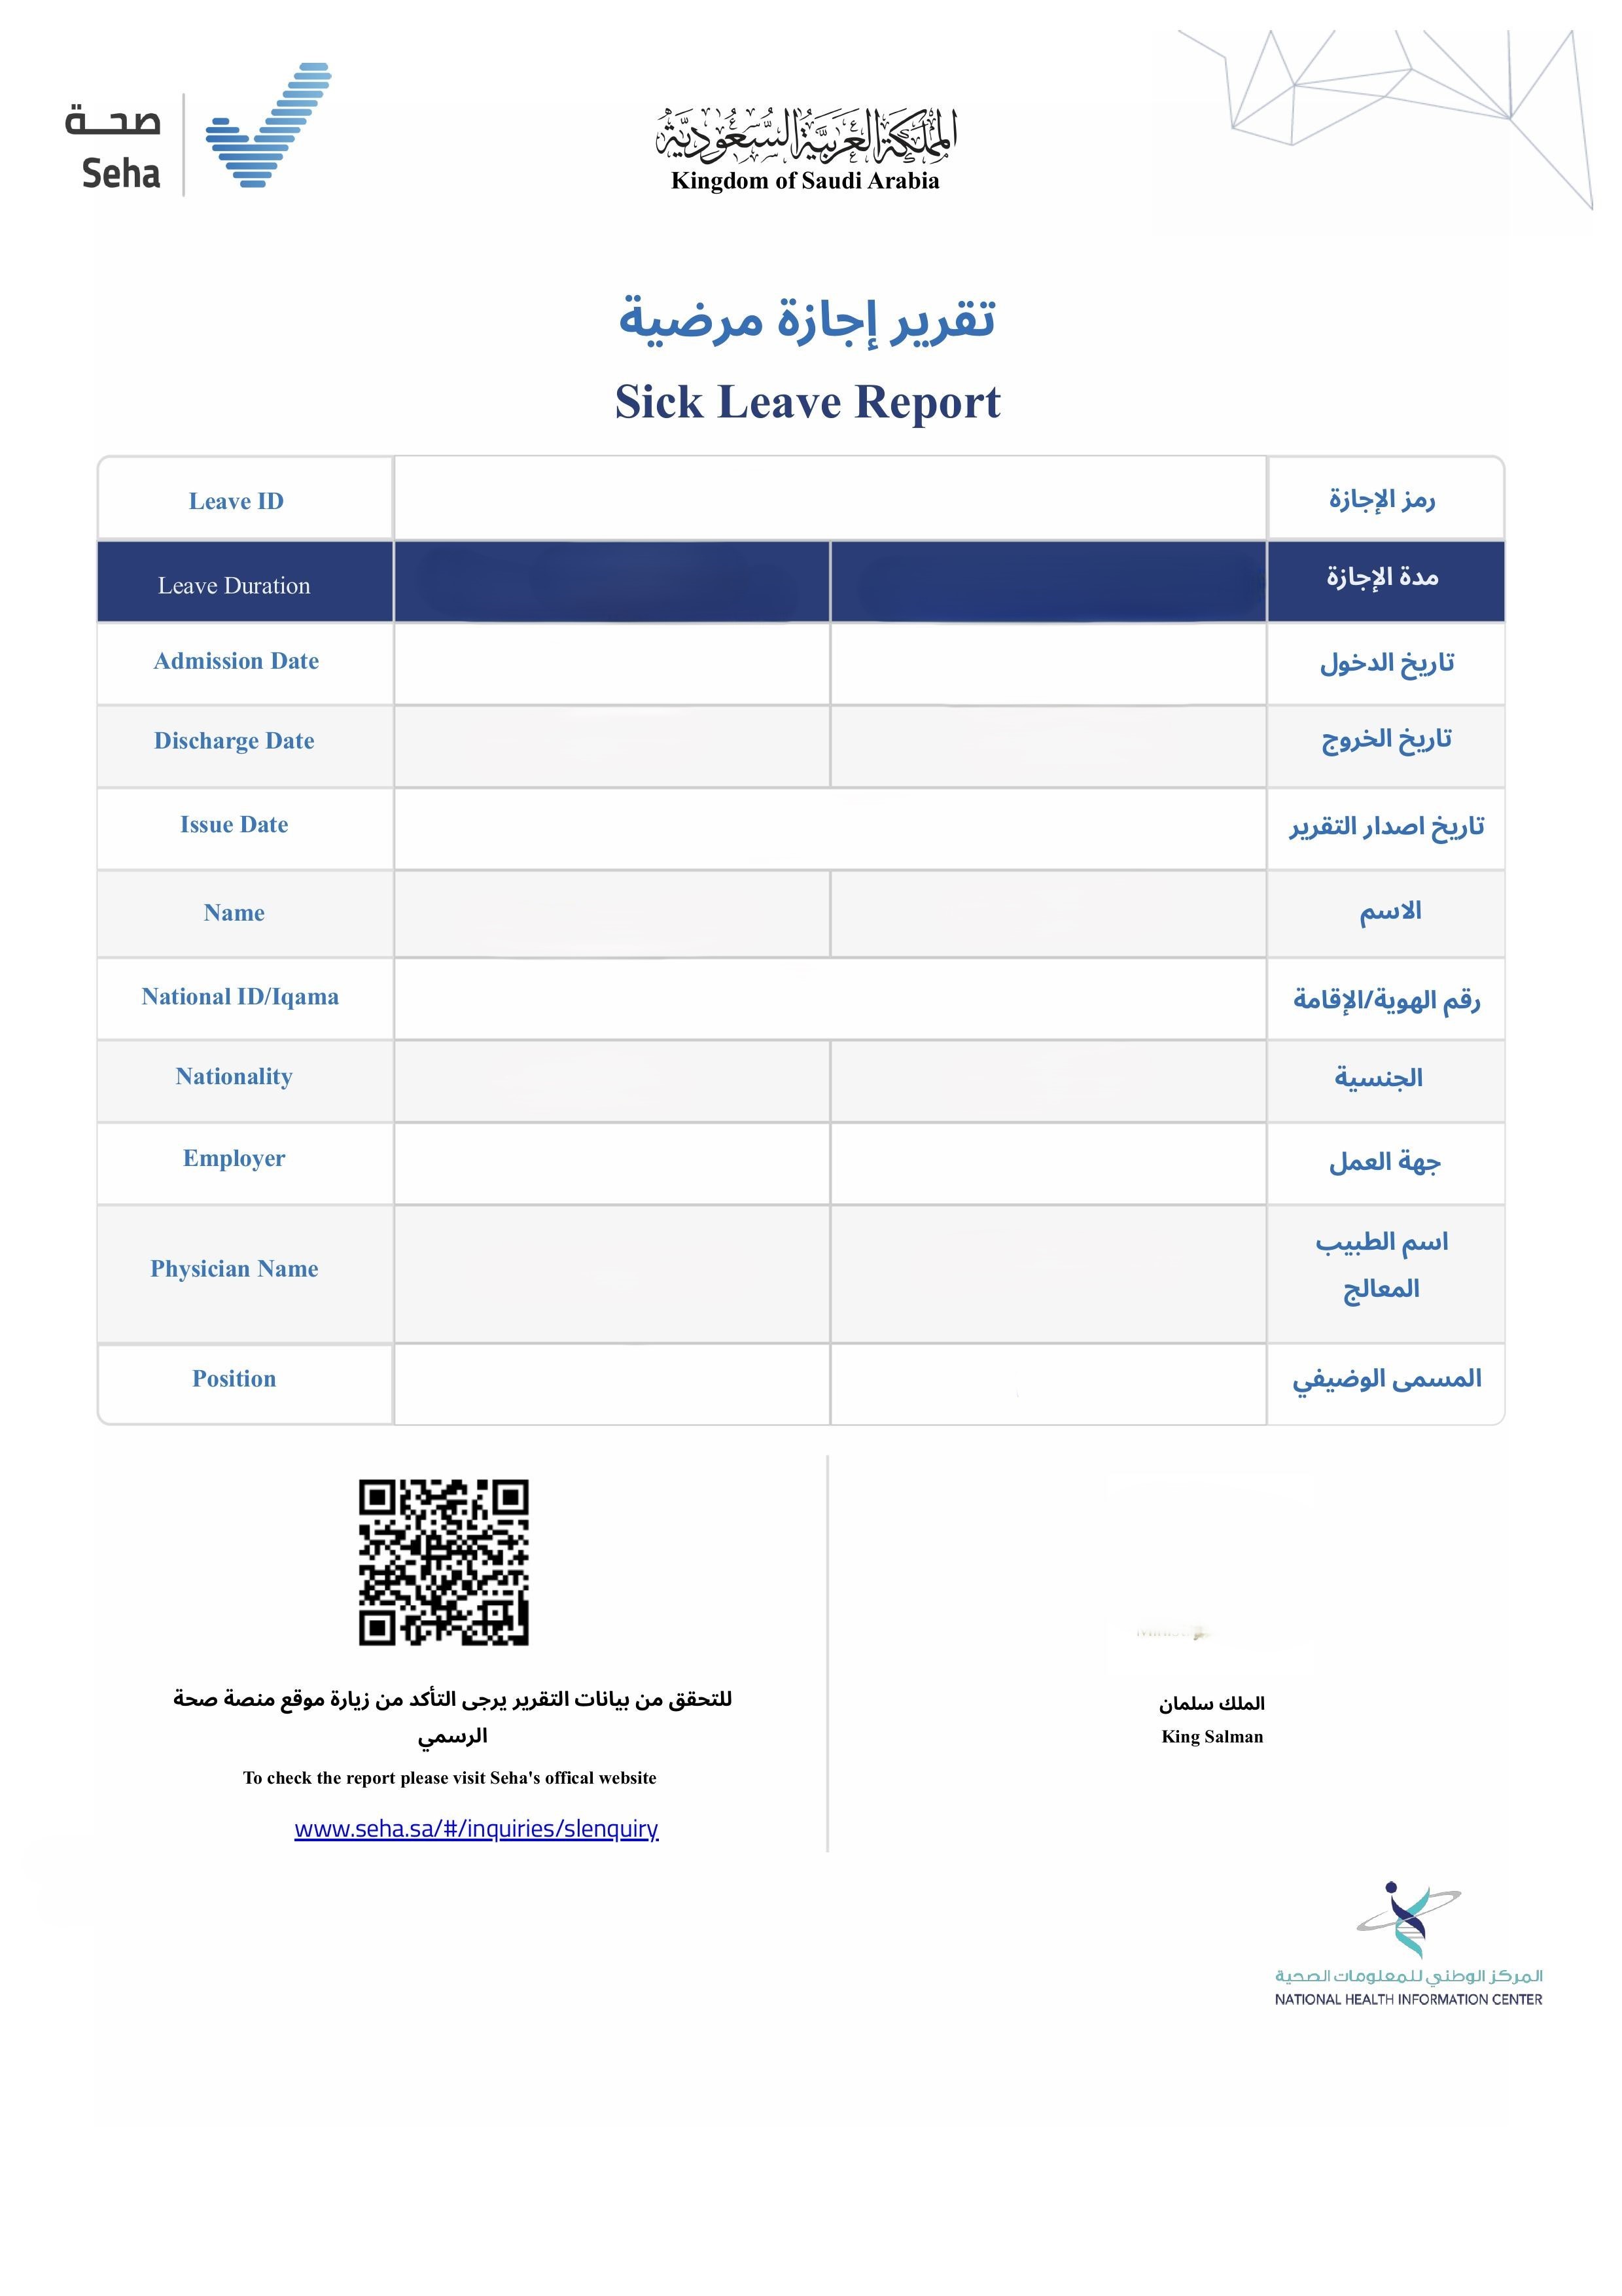 صحة
Seha
المملكة العربية السعودية
Kingdom of Saudi Arabia
تقرير إجازة مرضية
Sick Leave Report
Leave ID رمز الإجازة
Leave Duration مدة الإجازة
Admission Date تاريخ الدخول
Discharge Date تاريخ الخروج
Issue Date تاريخ اصدار التقرير
Name الاسم
National ID/Iqama رقم الهوية/الإقامة
Nationality الجنسية
Employer جهة العمل
Physician Name اسم الطبيب
المعالج
Position المسمى الوضيفي
للتحقق من بيانات التقرير يرجى التأكد من زيارة موقع منصة صحة
الرسمي
To check the report please visit Seha's offical website
www.seha.sa/#/inquiries/slenquiry
الملك سلمان
King Salman
المركز الوطني للمعلومات الصحية
NATIONAL HEALTH INFORMATION CENTER